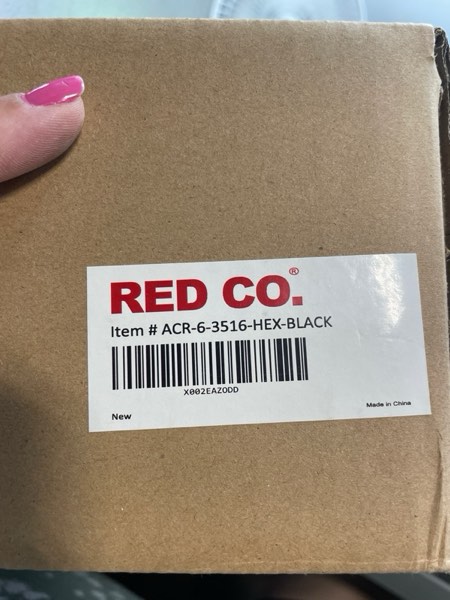 RED CO.®
Item # ACR-6-3516-HEX-BLACK
X002EAZODD
New
Made in China